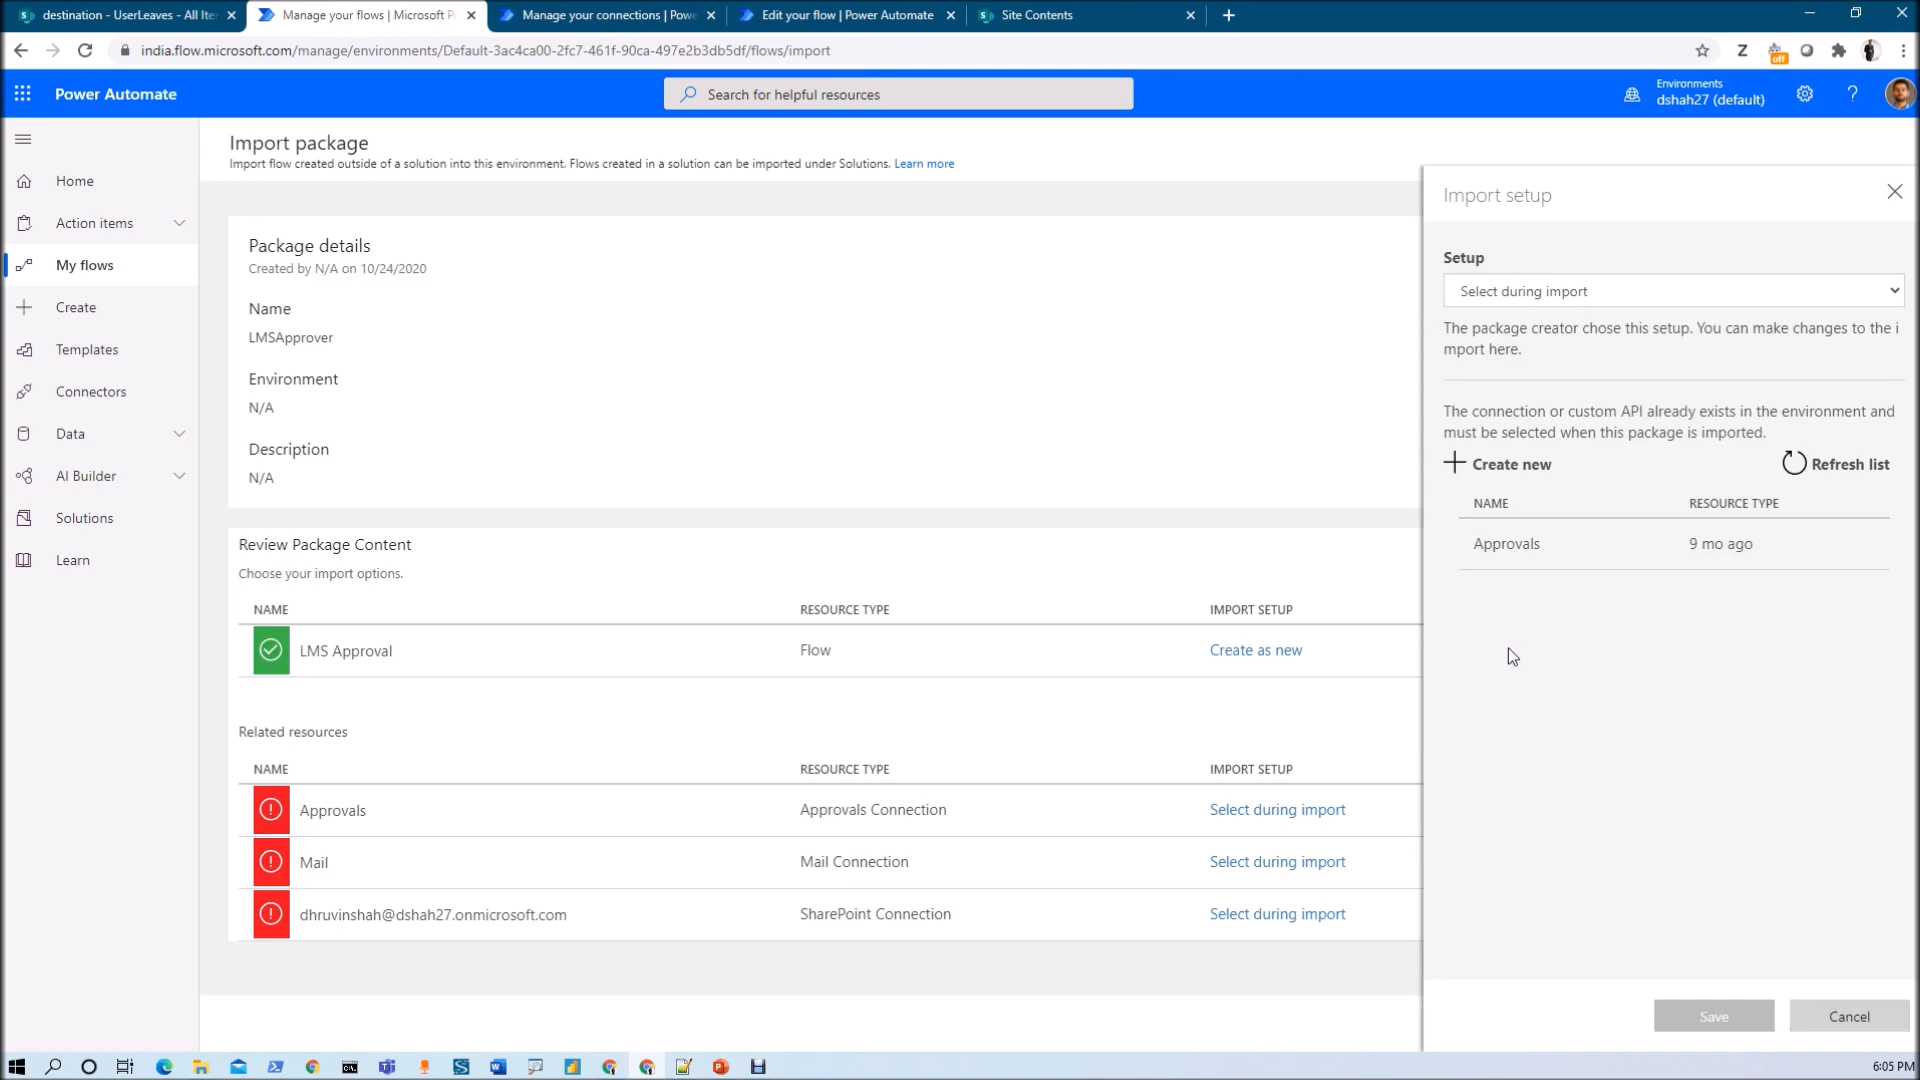 destination - UserLeaves - All Ite
Manage your flows | Microsoft P
Manage your connections | Pow
Edit your flow | Power Automate
Site Contents
india.flow.microsoft.com/manage/environments/Default-3ac4ca00-2fc7-461f-90ca-497e2b3db5df/flows/import
Z
off
Power Automate
Search for helpful resources
Environments
dshah27 (default)
Home
Action items
My flows
Create
Templates
Connectors
Data
AI Builder
Solutions
Learn
Import package
Import flow created outside of a solution into this environment. Flows created in a solution can be imported under Solutions. Learn more
Package details
Created by N/A on 10/24/2020
Name
LMSApprover
Environment
N/A
Description
N/A
Review Package Content
Choose your import options.
NAME RESOURCE TYPE IMPORT SETUP
LMS Approval Flow Create as new
Related resources
NAME RESOURCE TYPE IMPORT SETUP
Approvals Approvals Connection Select during import
Mail Mail Connection Select during import
dhruvinshah@dshah27.onmicrosoft.com SharePoint Connection Select during import
Import setup
Setup
Select during import
The package creator chose this setup. You can make changes to the i
mport here.
The connection or custom API already exists in the environment and
must be selected when this package is imported.
Create new Refresh list
NAME RESOURCE TYPE
Approvals 9 mo ago
Save Cancel
6:05 PM